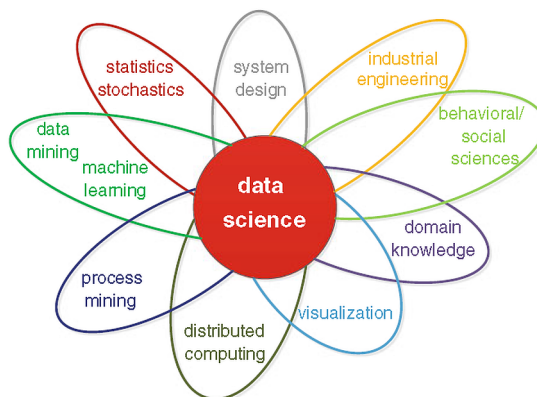 statistics
stochastics
system
design
industrial
engineering
behavioral/
social
sciences
data
mining
machine
learning
data
science
domain
knowledge
process
mining
visualization
distributed
computing